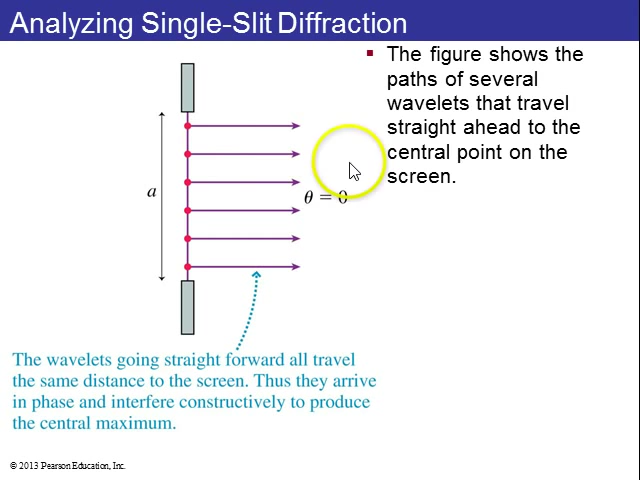 Analyzing Single-Slit Diffraction
▪ The figure shows the
paths of several
wavelets that travel
straight ahead to the
central point on the
screen.
a
θ = 0
The wavelets going straight forward all travel
the same distance to the screen. Thus they arrive
in phase and interfere constructively to produce
the central maximum.
© 2013 Pearson Education, Inc.